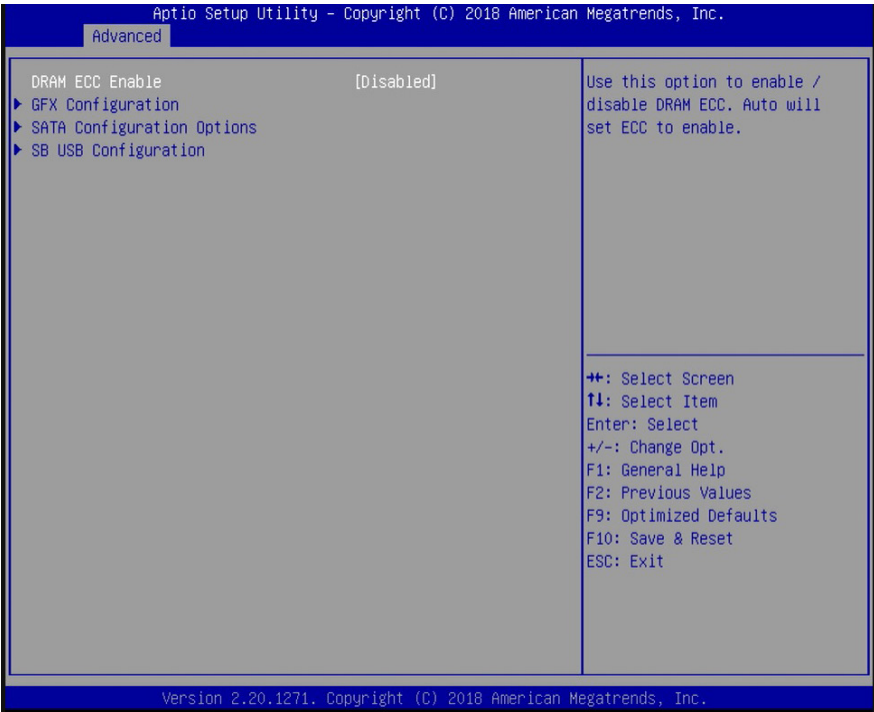 Aptio Setup Utility – Copyright (C) 2018 American Megatrends, Inc.
Advanced
DRAM ECC Enable [Disabled]
GFX Configuration
SATA Configuration Options
SB USB Configuration
Use this option to enable /
disable DRAM ECC. Auto will
set ECC to enable.
→←: Select Screen
↑↓: Select Item
Enter: Select
+/-: Change Opt.
F1: General Help
F2: Previous Values
F9: Optimized Defaults
F10: Save & Reset
ESC: Exit
Version 2.20.1271. Copyright (C) 2018 American Megatrends, Inc.